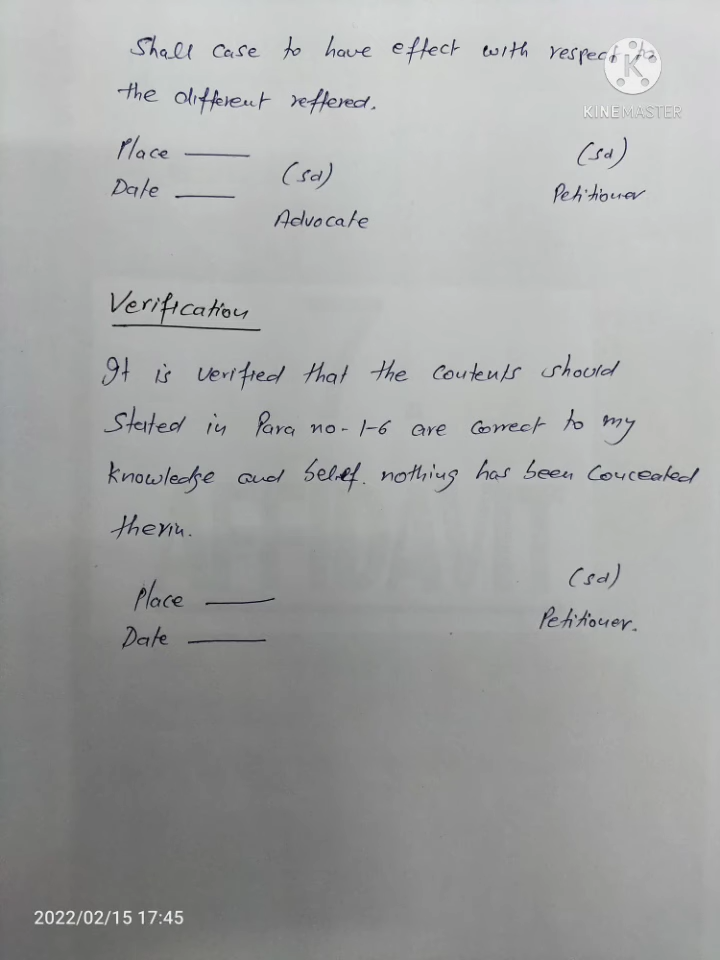 Shall case to have effect with respect to
K
KINEMASTER
the different reffered.
Place —— (sd) (sd)
Date —— Advocate Petitioner
Verification
It is verified that the contents should
Stated in Para no-1-6 are correct to my
knowledge and belief. nothing has been concealed
therin.
Place —— (sd)
Date —— Petitioner.
2022/02/15 17:45